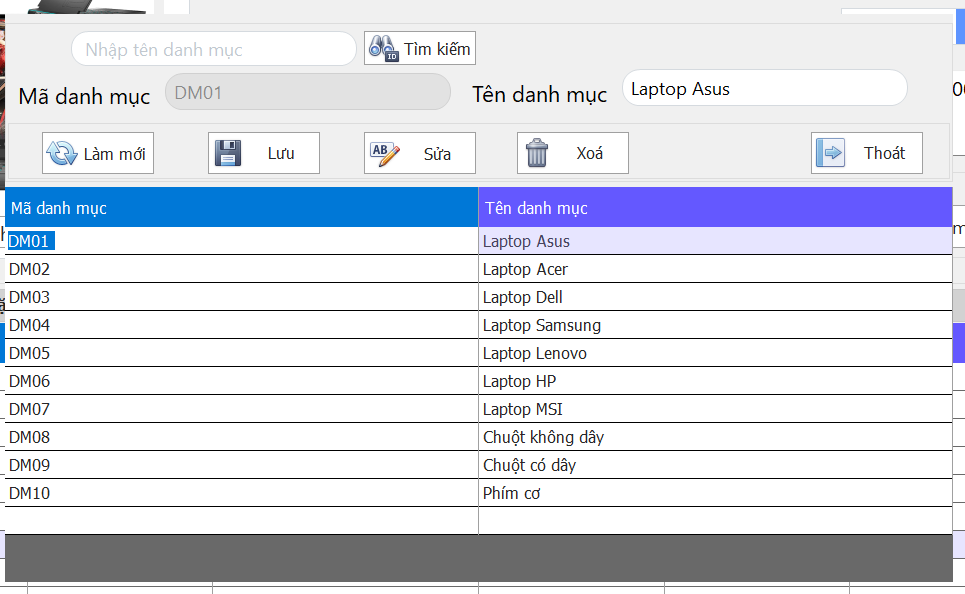 Nhập tên danh mục
Tìm kiếm
Mã danh mục DM01 Tên danh mục Laptop Asus
Làm mới Lưu Sửa Xoá Thoát
Mã danh mục Tên danh mục
DM01 Laptop Asus
DM02 Laptop Acer
DM03 Laptop Dell
DM04 Laptop Samsung
DM05 Laptop Lenovo
DM06 Laptop HP
DM07 Laptop MSI
DM08 Chuột không dây
DM09 Chuột có dây
DM10 Phím cơ